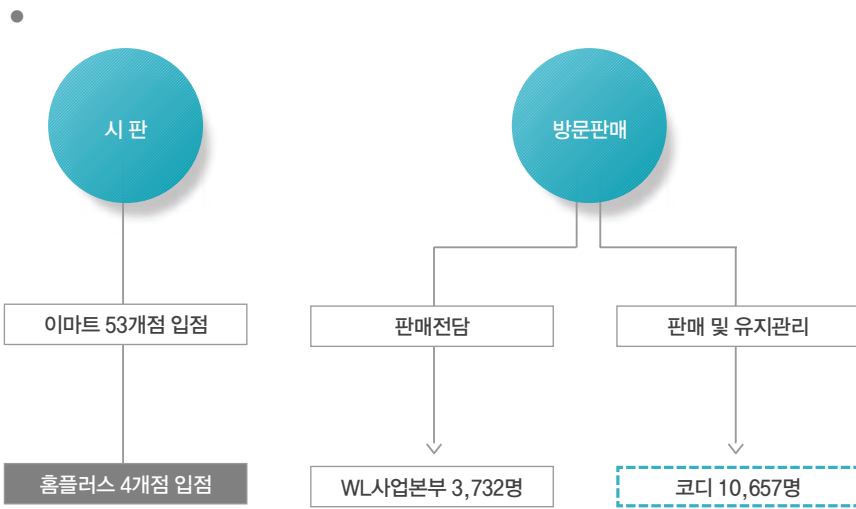 시 판
방문판매
이마트 53개점 입점
판매전담
판매 및 유지관리
홈플러스 4개점 입점
WL사업본부 3,732명
코디 10,657명